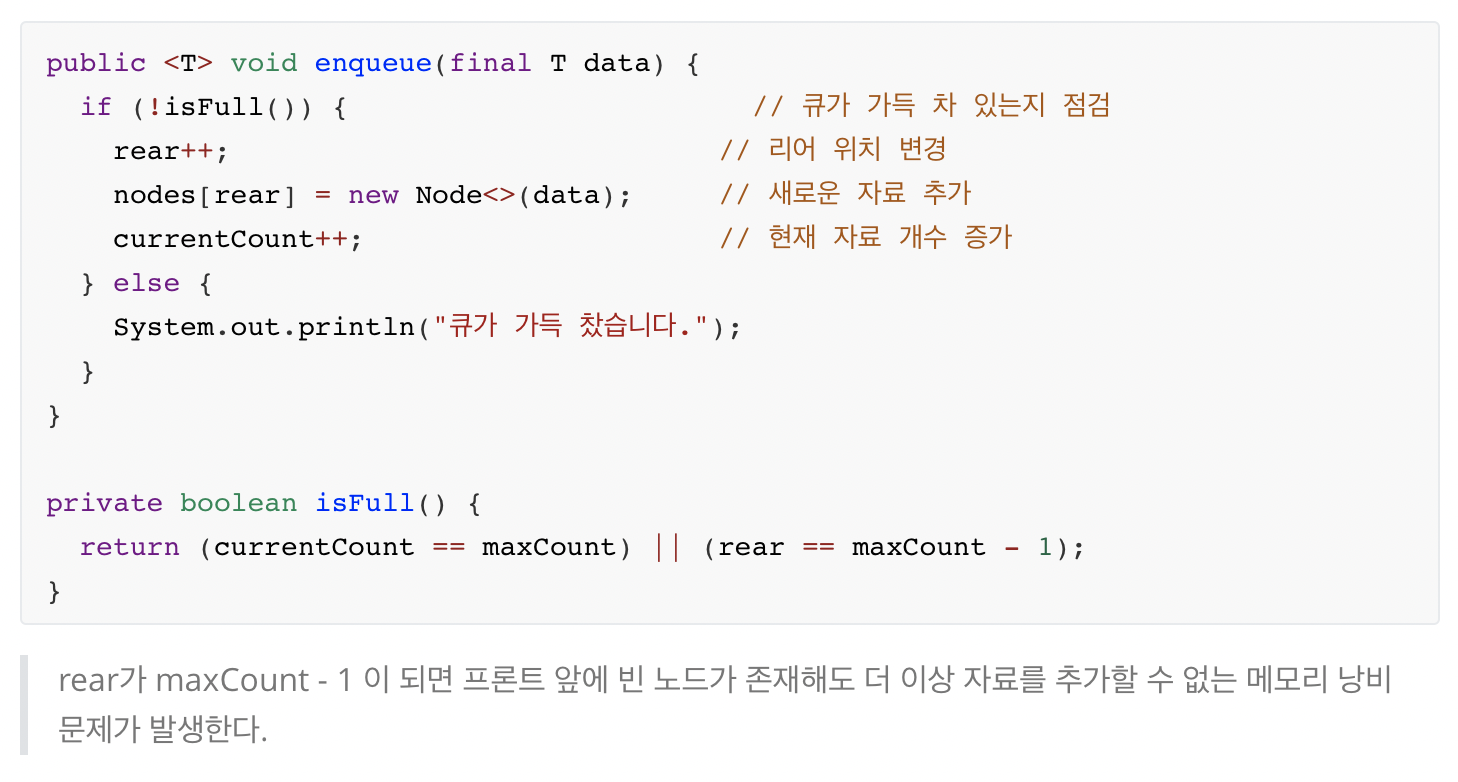 public <T> void enqueue(final T data) {
  if (!isFull()) {                        // 큐가 가득 차 있는지 점검
    rear++;                             // 리어 위치 변경
    nodes[rear] = new Node<>(data);     // 새로운 자료 추가
    currentCount++;                     // 현재 자료 개수 증가
  } else {
    System.out.println("큐가 가득 찼습니다.");
  }
}

private boolean isFull() {
  return (currentCount == maxCount) || (rear == maxCount - 1);
}
rear가 maxCount - 1 이 되면 프론트 앞에 빈 노드가 존재해도 더 이상 자료를 추가할 수 없는 메모리 낭비
문제가 발생한다.